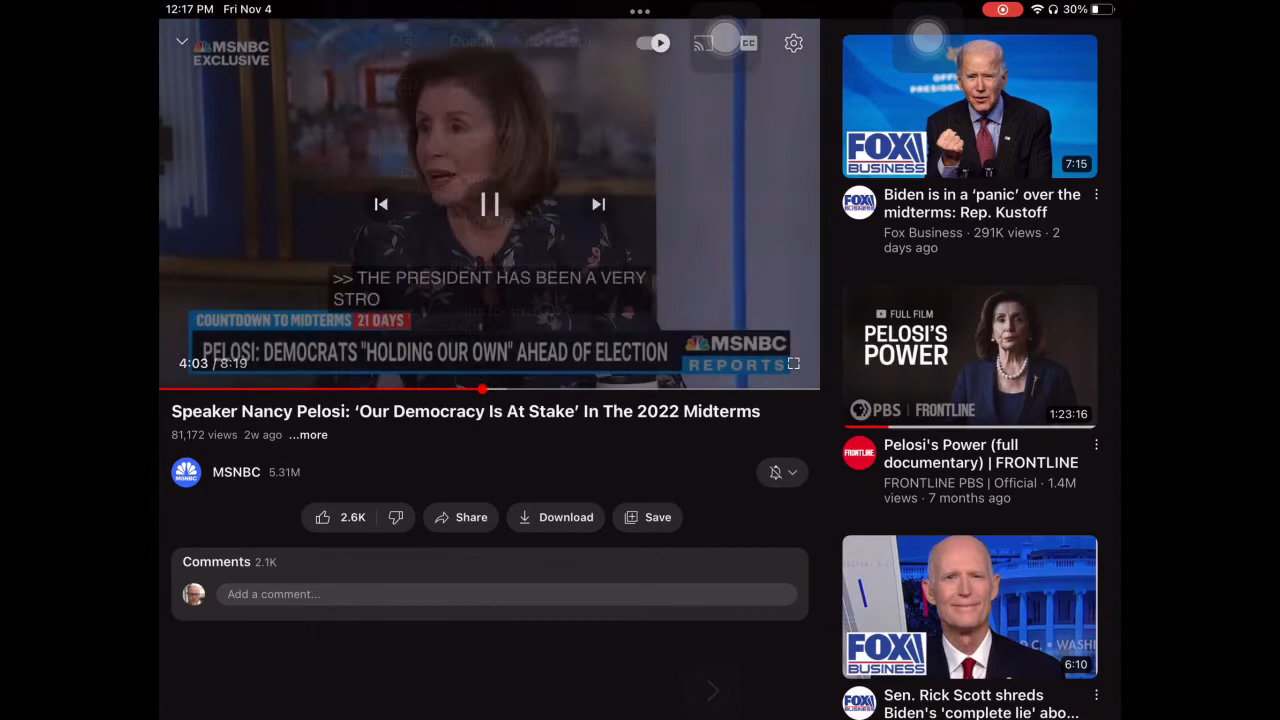 12:17 PM Fri Nov 4
30%
MSNBC
EXCLUSIVE
CC
>> THE PRESIDENT HAS BEEN A VERY
STRO
COUNTDOWN TO MIDTERMS 21 DAYS
PELOSI: DEMOCRATS "HOLDING OUR OWN" AHEAD OF ELECTION
MSNBC
REPORTS
4:03 / 8:19
Speaker Nancy Pelosi: ‘Our Democracy Is At Stake’ In The 2022 Midterms
81,172 views 2w ago ...more
MSNBC 5.31M
2.6K
Share
Download
Save
Comments 2.1K
Add a comment...
FOX
BUSINESS
7:15
Biden is in a ‘panic’ over the
midterms: Rep. Kustoff
Fox Business · 291K views · 2
days ago
FULL FILM
PELOSI'S
POWER
PBS | FRONTLINE
1:23:16
FRONTLINE
Pelosi's Power (full
documentary) | FRONTLINE
FRONTLINE PBS | Official · 1.4M
views · 7 months ago
FOX
BUSINESS
6:10
Sen. Rick Scott shreds
Biden's 'complete lie' abo...